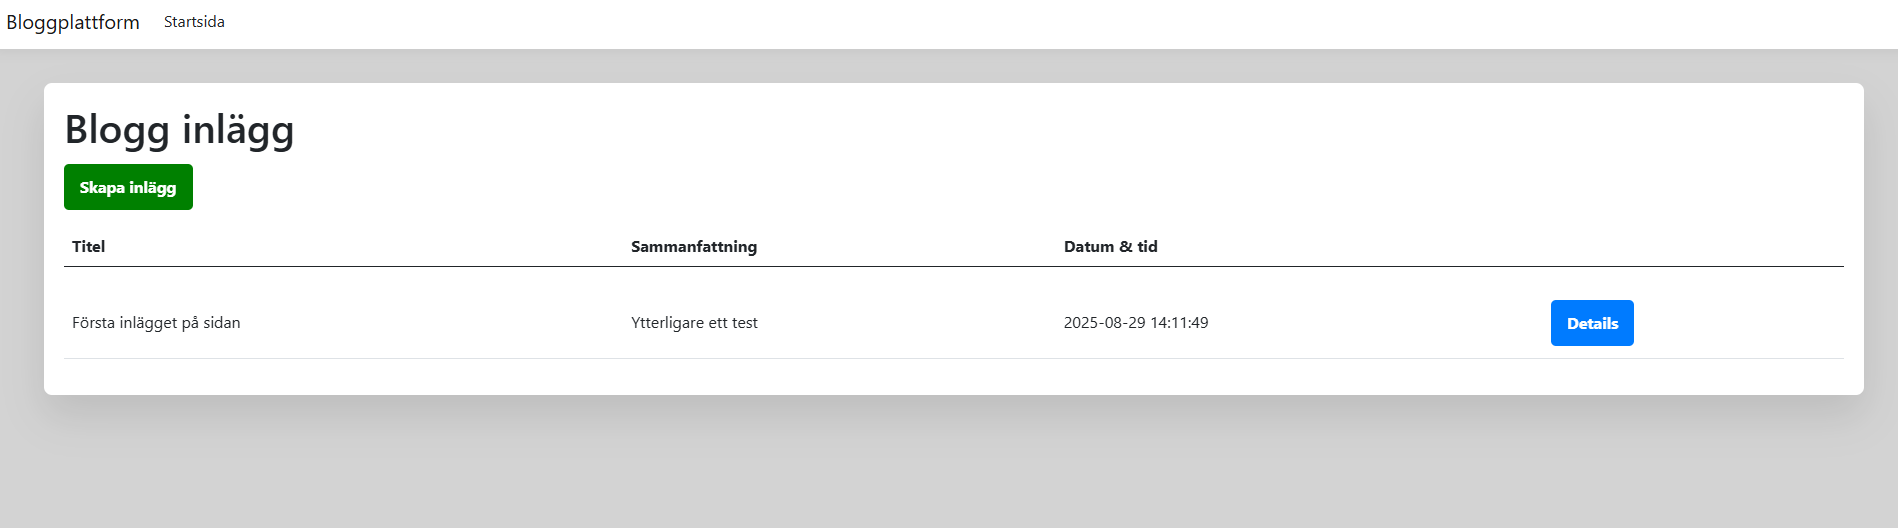 Bloggplattform Startsida
Blogg inlägg
Skapa inlägg
Titel Sammanfattning Datum & tid
Första inlägget på sidan Ytterligare ett test 2025-08-29 14:11:49 Details